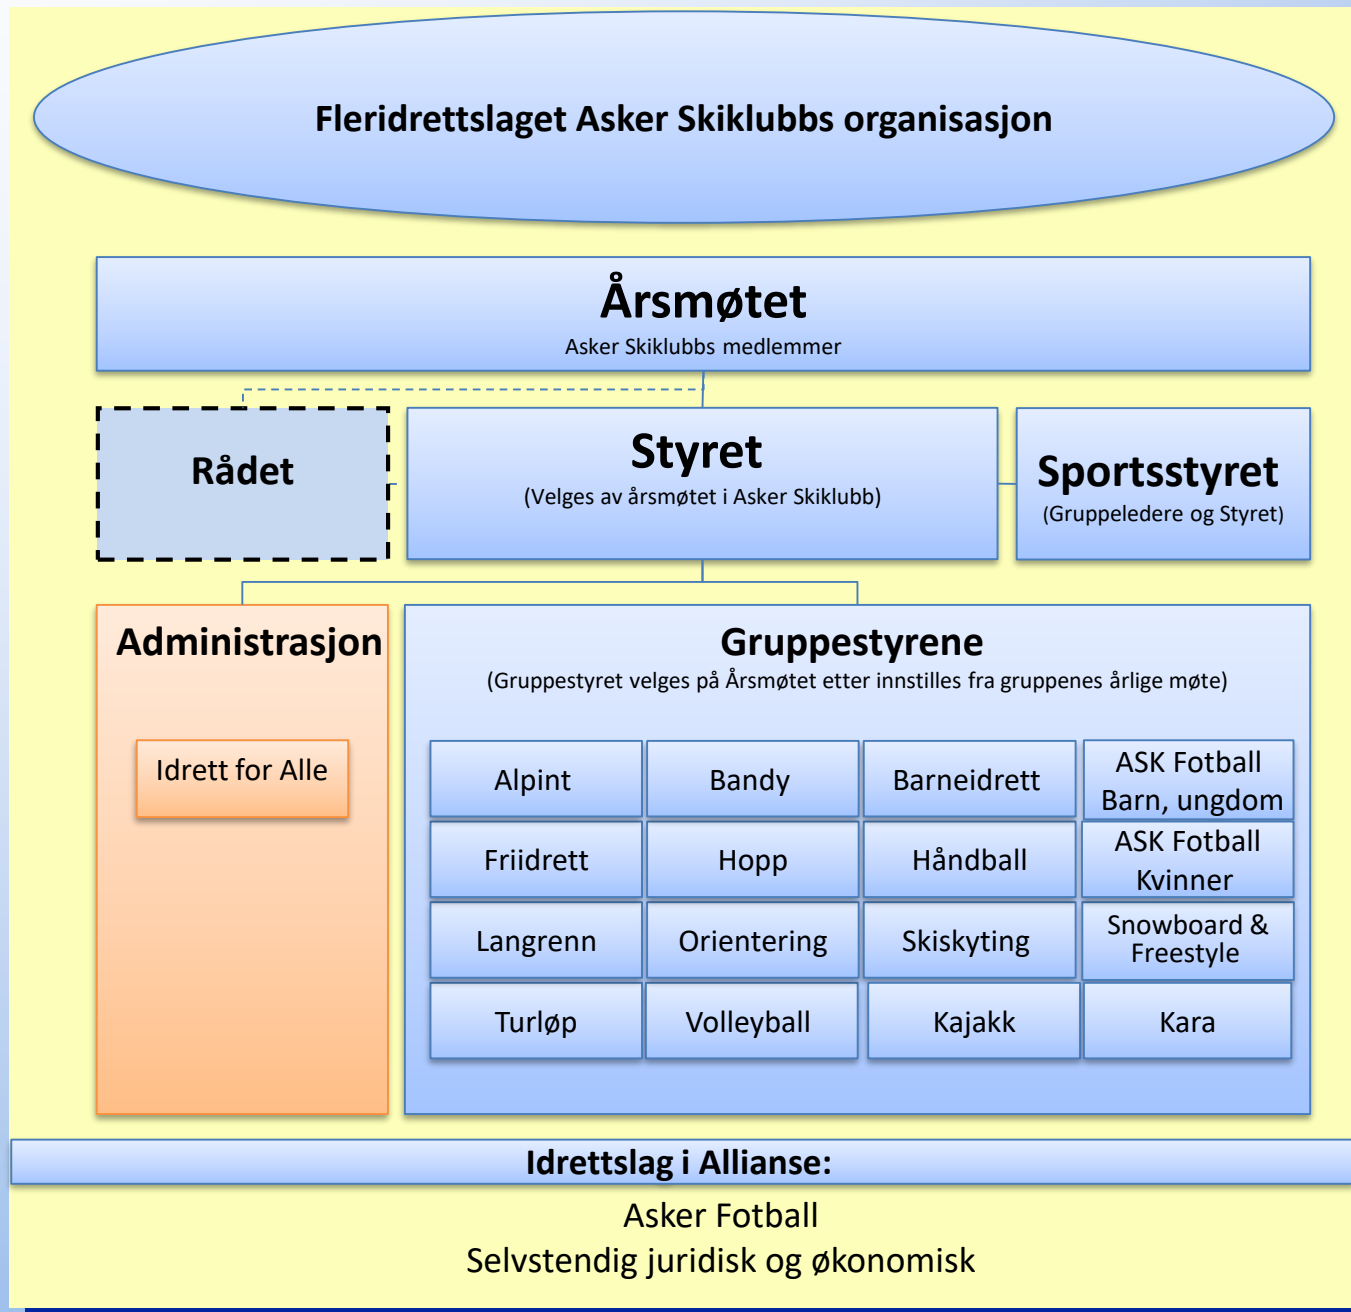 Fleridrettslaget Asker Skiklubbs organisasjon
Årsmøtet
Asker Skiklubbs medlemmer
Rådet
Styret
(Velges av årsmøtet i Asker Skiklubb)
Sportsstyret
(Gruppeledere og Styret)
Administrasjon
Idrett for Alle
Gruppestyrene
(Gruppestyret velges på Årsmøtet etter innstilles fra gruppenes årlige møte)
Alpint
Bandy
Barneidrett
ASK Fotball
Barn, ungdom
Friidrett
Hopp
Håndball
ASK Fotball
Kvinner
Langrenn
Orientering
Skiskyting
Snowboard &
Freestyle
Turløp
Volleyball
Kajakk
Kara
Idrettslag i Allianse:
Asker Fotball
Selvstendig juridisk og økonomisk